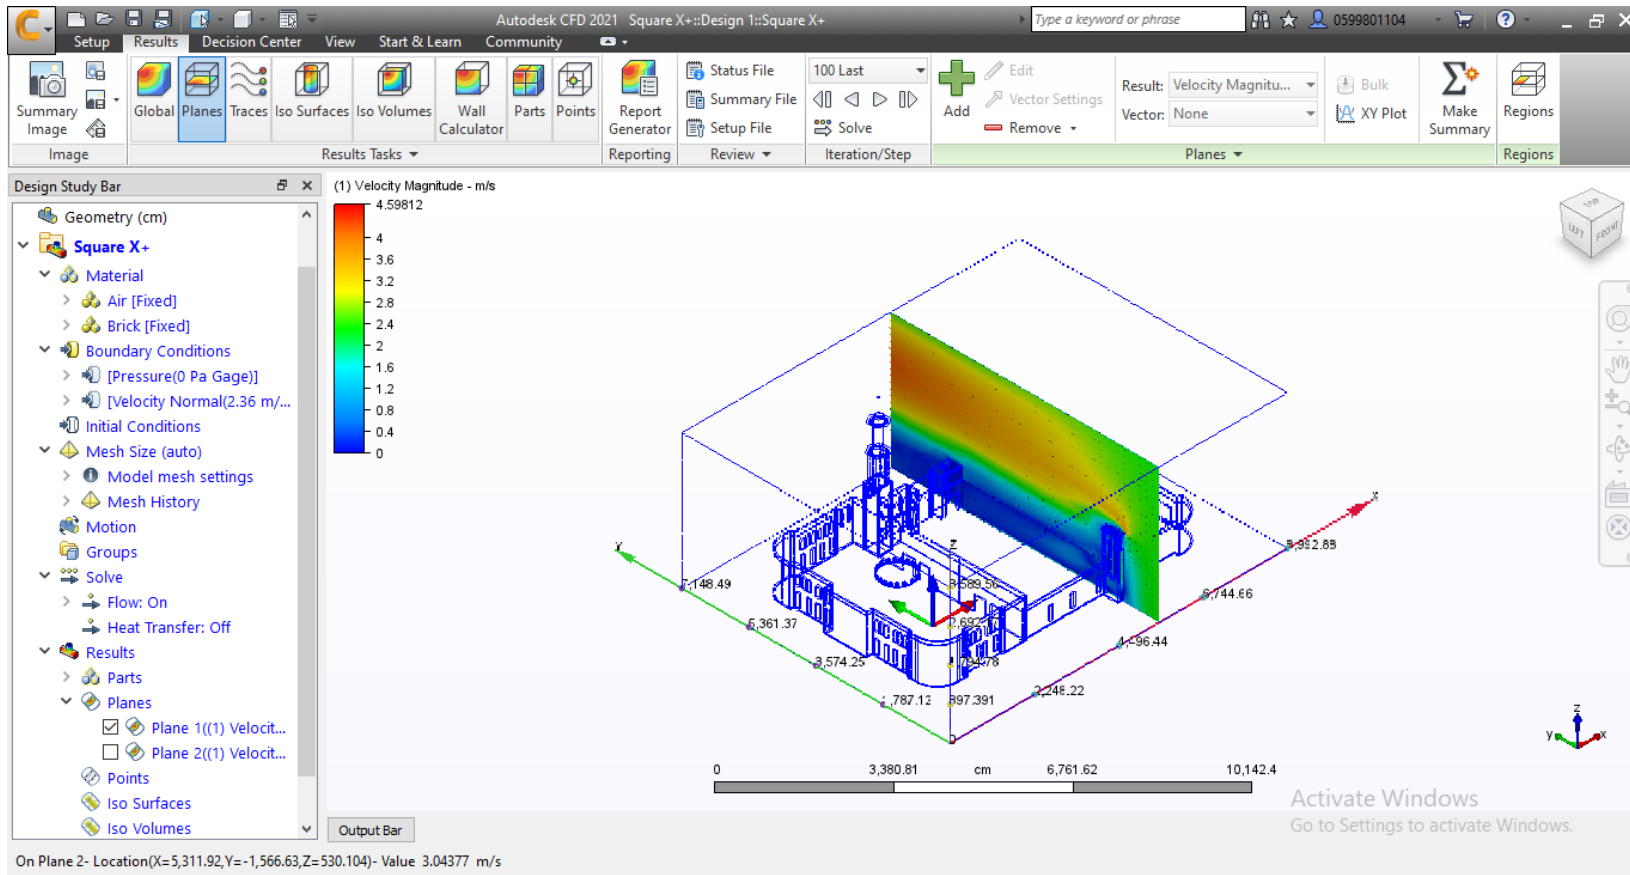 Autodesk CFD 2021 Square X+::Design 1::Square X+
Type a keyword or phrase
0599801104
Setup Results Decision Center View Start & Learn Community
Summary Image
Global
Planes
Traces
Iso Surfaces
Iso Volumes
Wall Calculator
Parts
Points
Report Generator
Status File
Summary File
Setup File
100 Last
Solve
Add
Edit
Vector Settings
Remove
Result: Velocity Magnitu...
Vector: None
Bulk
XY Plot
Make Summary
Regions
Image
Results Tasks
Reporting
Review
Iteration/Step
Planes
Regions
Design Study Bar
Geometry (cm)
Square X+
Material
Air [Fixed]
Brick [Fixed]
Boundary Conditions
[Pressure(0 Pa Gage)]
[Velocity Normal(2.36 m/...
Initial Conditions
Mesh Size (auto)
Model mesh settings
Mesh History
Motion
Groups
Solve
Flow: On
Heat Transfer: Off
Results
Parts
Planes
Plane 1((1) Velocit...
Plane 2((1) Velocit...
Points
Iso Surfaces
Iso Volumes
(1) Velocity Magnitude - m/s
4.59812
4
3.6
3.2
2.8
2.4
2
1.6
1.2
0.8
0.4
0
TOP
LEFT
FRONT
X
Y
Z
7,148.49
5,361.37
3,574.25
6,744.66
4,496.44
2,248.22
897.391
0
z
y
x
0 3,380.81 cm 6,761.62 10,142.4
Activate Windows
Go to Settings to activate Windows.
Output Bar
On Plane 2- Location(X=5,311.92,Y=-1,566.63,Z=530.104)- Value 3.04377 m/s